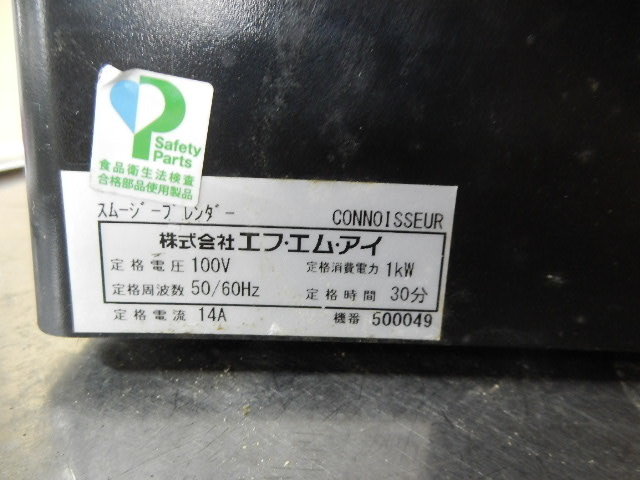 Safety
Parts
食品衛生法検査
合格部品使用製品
スムージーブレンダー CONNOISSEUR
株式会社エフ・エム・アイ
定格電圧 100V 定格消費電力 1kW
定格周波数 50/60Hz 定格時間 30分
定格電流 14A 機番 500049